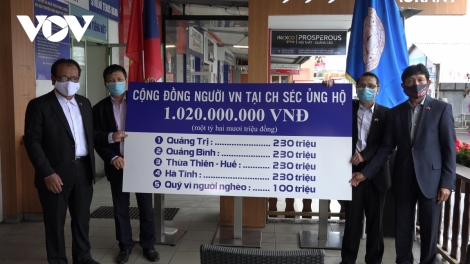 VOV
MEXCO
PROSPEROUS
CỘNG ĐỒNG NGƯỜI VN TẠI CH SÉC ỦNG HỘ
1.020.000.000 VNĐ
(một tỷ hai mươi triệu đồng)
1 Quảng Trị: ..................... 230 triệu
2 Quảng Bình: .................. 230 triệu
3 Thừa Thiên - Huế: ......... 230 triệu
4 Hà Tĩnh: ......................... 230 triệu
5 Quỹ vì người nghèo: ...... 100 triệu